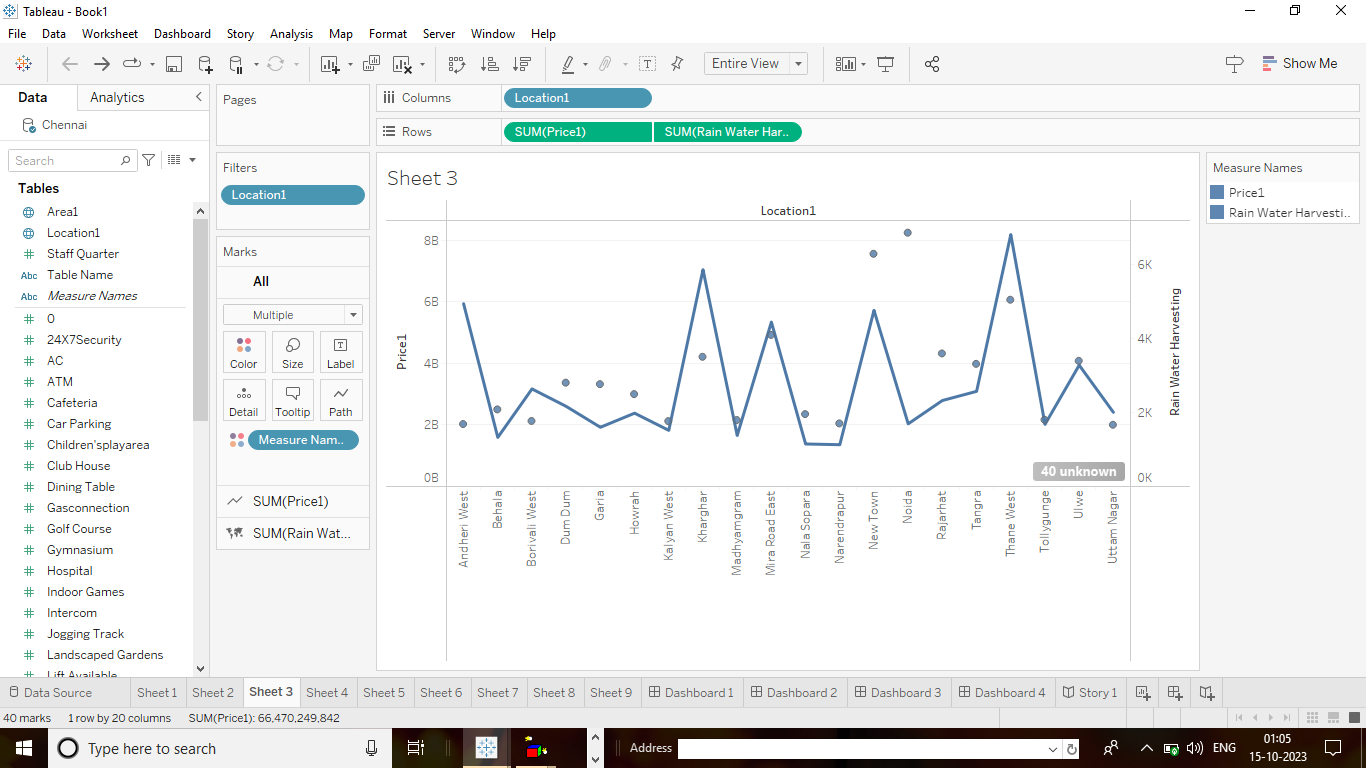 Tableau - Book1
File Data Worksheet Dashboard Story Analysis Map Format Server Window Help
Entire View
Show Me
Data Analytics
Chennai
Search
Tables
Area1
Location1
# Staff Quarter
Abc Table Name
Abc Measure Names
# 0
# 24X7Security
# AC
# ATM
# Cafeteria
# Car Parking
# Children'splayarea
# Club House
# Dining Table
# Gasconnection
# Golf Course
# Gymnasium
# Hospital
# Indoor Games
# Intercom
# Jogging Track
# Landscaped Gardens
# Lift Available
Pages
Filters
Location1
Marks
All
Multiple
Color Size Label
Detail Tooltip Path
Measure Nam..
SUM(Price1)
SUM(Rain Wat...
Columns Location1
Rows SUM(Price1) SUM(Rain Water Har..
Sheet 3
Location1
Price1
8B
6B
4B
2B
0B
6K
4K
2K
0K
Rain Water Harvesting
40 unknown
Andheri West
Behala
Borivali West
Dum Dum
Garia
Howrah
Kalyan West
Kharghar
Madhyamgram
Mira Road East
Nala Sopara
Narendrapur
New Town
Noida
Rajarhat
Tangra
Thane West
Tollygunge
Ulwe
Uttam Nagar
Measure Names
Price1
Rain Water Harvesti..
Data Source Sheet 1 Sheet 2 Sheet 3 Sheet 4 Sheet 5 Sheet 6 Sheet 7 Sheet 8 Sheet 9 Dashboard 1 Dashboard 2 Dashboard 3 Dashboard 4 Story 1
40 marks 1 row by 20 columns SUM(Price1): 66,470,249,842
Type here to search
Address
ENG
01:05
15-10-2023